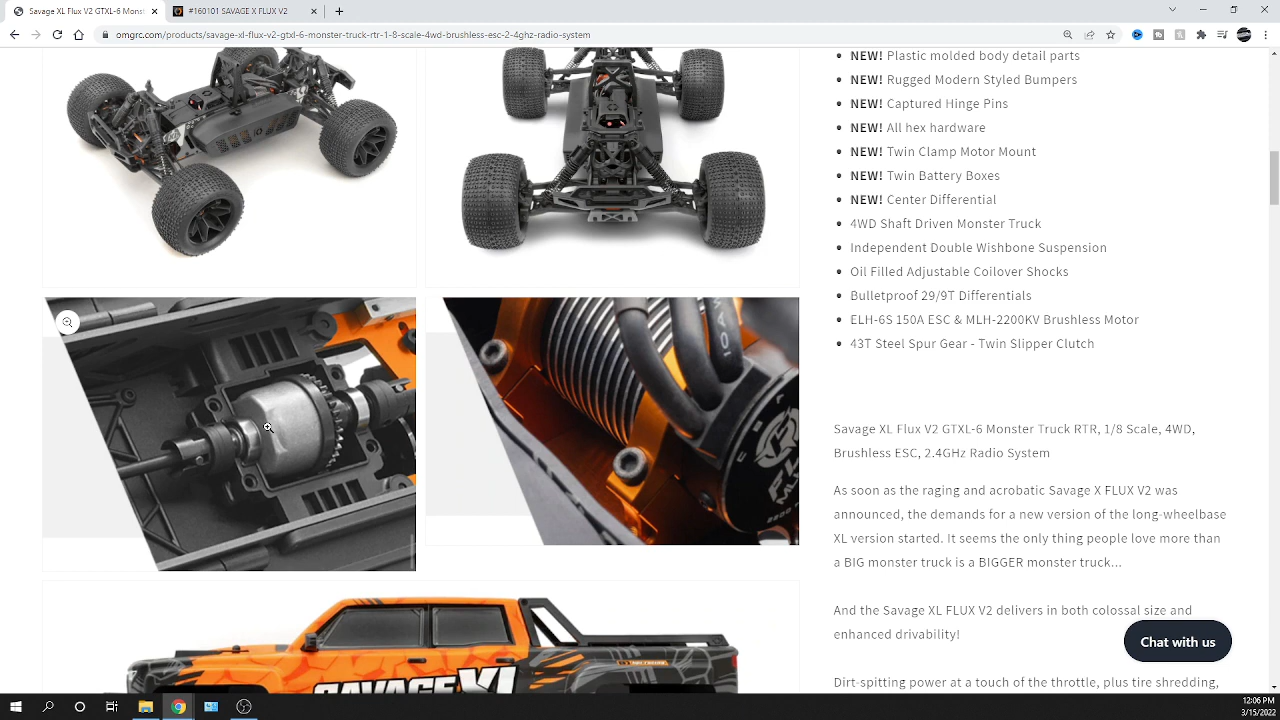 Savage XL Flux V2 GTXL-6 Monst
#160101 SAVAGE X FLUX V2
omgrc.com/products/savage-xl-flux-v2-gtxl-6-monster-truck-rtr-1-8-scale-4wd-brushless-esc-2-4ghz-radio-system
NEW! Plastic molded body detail parts
NEW! Rugged Modern Styled Bumpers
NEW! Captured Hinge Pins
NEW! All hex hardware
NEW! Twin Clamp Motor Mount
NEW! Twin Battery Boxes
NEW! Center Differential
4WD Shaft Driven Monster Truck
Independent Double Wishbone Suspension
Oil Filled Adjustable Coilover Shocks
Bulletproof 29/9T Differentials
ELH-6S 150A ESC & MLH-2200KV Brushless Motor
43T Steel Spur Gear - Twin Slipper Clutch
Savage XL Flux V2 GTXL-6 Monster Truck RTR, 1/8 Scale, 4WD,
Brushless ESC, 2.4GHz Radio System
As soon as the raging and acrobatic Savage X FLUX V2 was
announced, the demands for a new version of the long-wheelbase
XL version started. It seems the only thing people love more than
a BIG monster truck is a BIGGER monster truck...
And the Savage XL FLUX V2 delivers in both colossal size and
enhanced drivability!
Chat with us
Dirt-spitting power at a touch of the throttle, plus tire shredding,
SAVAGE XL
12:06 PM
3/15/2022